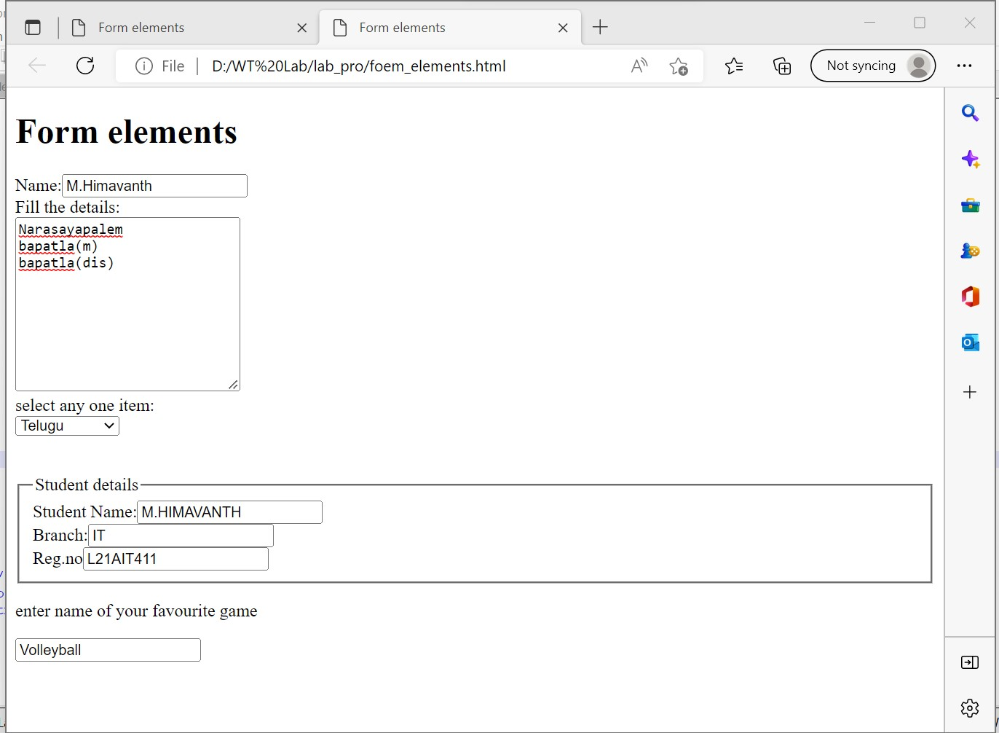 Form elements
Form elements
File
D:/WT%20Lab/lab_pro/foem_elements.html
Not syncing
Form elements
Name: M.Himavanth
Fill the details:
Narasayapalem
bapatla(m)
bapatla(dis)
select any one item:
Telugu
Student details
Student Name: M.HIMAVANTH
Branch: IT
Reg.no L21AIT411
enter name of your favourite game
Volleyball